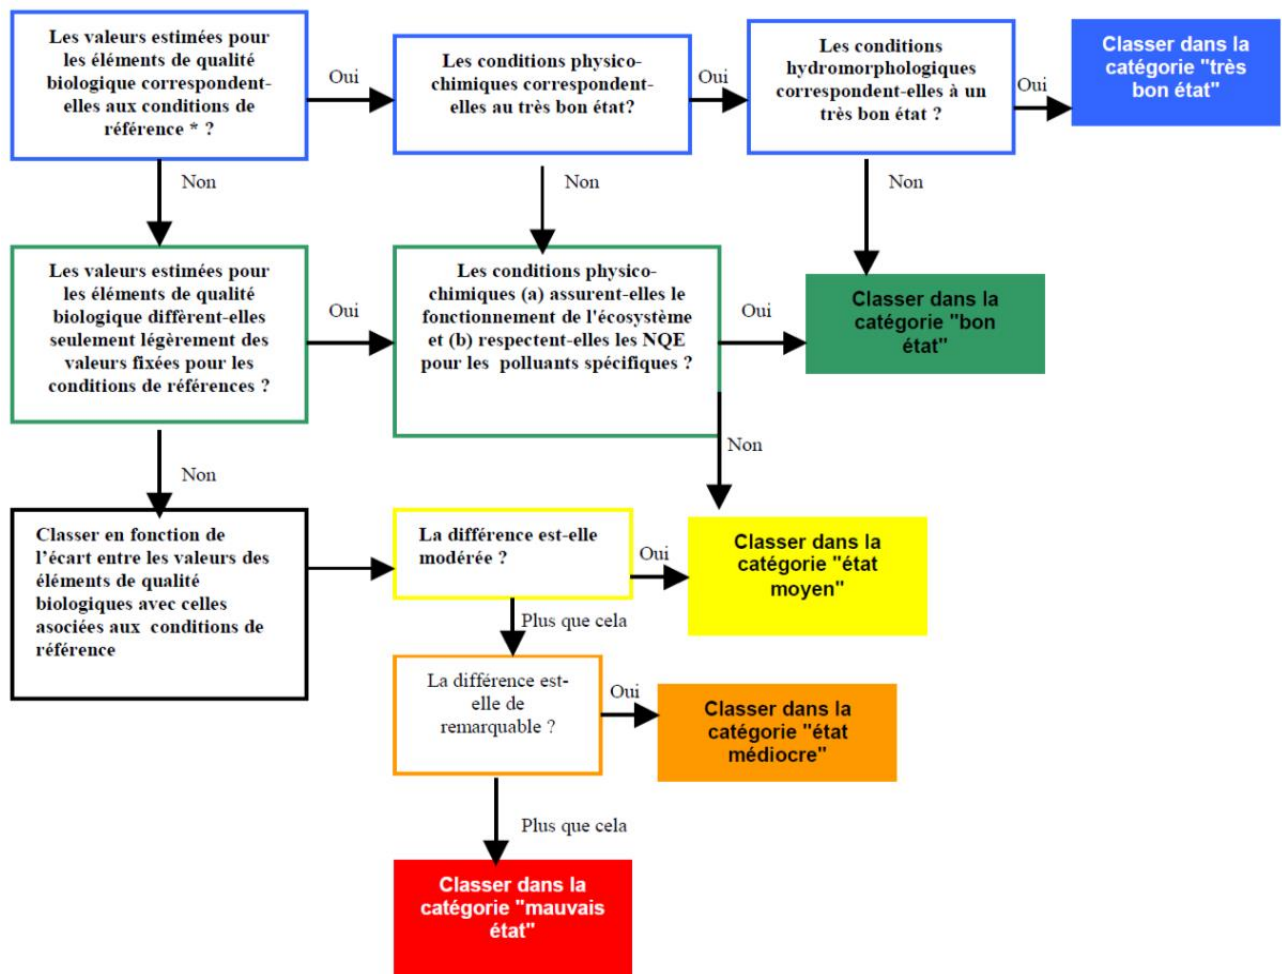 Les valeurs estimées pour
les éléments de qualité
biologique correspondent-
elles aux conditions de
référence * ?
Oui
Les conditions physico-
chimiques correspondent-
elles au très bon état?
Oui
Les conditions
hydromorphologiques
correspondent-elles à un
très bon état ?
Oui
Classer dans la
catégorie "très
bon état"
Non
Non
Non
Les valeurs estimées pour
les éléments de qualité
biologique diffèrent-elles
seulement légèrement des
valeurs fixées pour les
conditions de références ?
Oui
Les conditions physico-
chimiques (a) assurent-elles le
fonctionnement de l'écosystème
et (b) respectent-elles les NQE
pour les polluants spécifiques ?
Oui
Classer dans la
catégorie "bon
état"
Non
Non
Classer en fonction de
l'écart entre les valeurs des
éléments de qualité
biologiques avec celles
asociées aux conditions de
référence
La différence est-elle
modérée ?
Oui
Classer dans la
catégorie "état
moyen"
Plus que cela
La différence est-
elle de
remarquable ?
Oui
Classer dans la
catégorie "état
médiocre"
Plus que cela
Classer dans la
catégorie "mauvais
état"